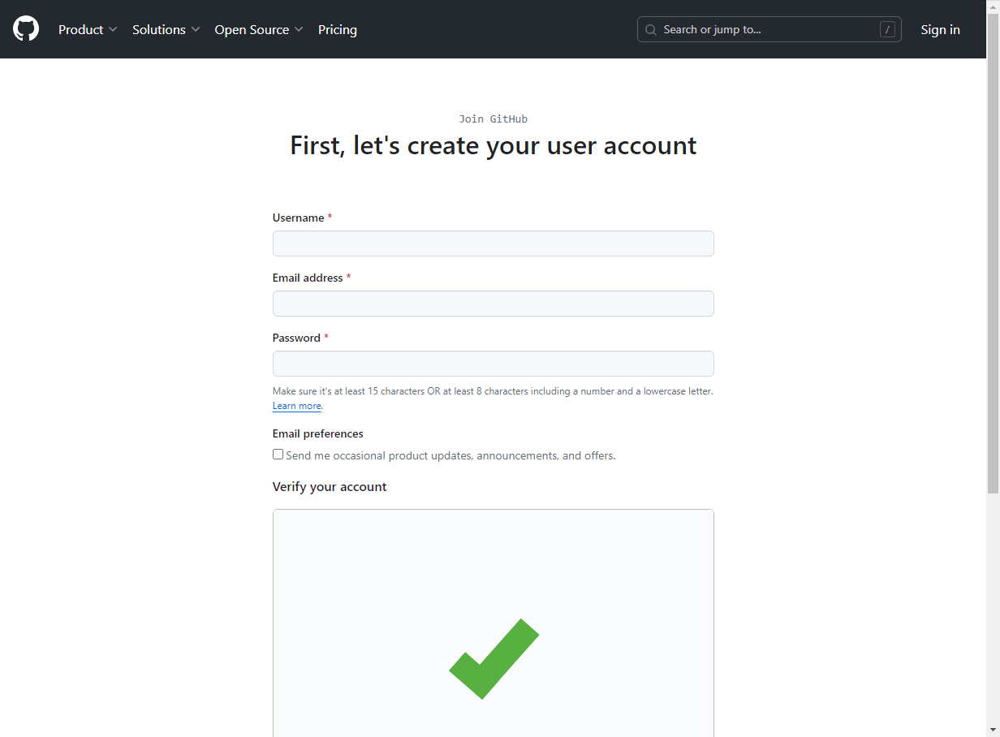 Product Solutions Open Source Pricing Search or jump to... / Sign in
Join GitHub
First, let's create your user account
Username *
Email address *
Password *
Make sure it's at least 15 characters OR at least 8 characters including a number and a lowercase letter.
Learn more.
Email preferences
Send me occasional product updates, announcements, and offers.
Verify your account